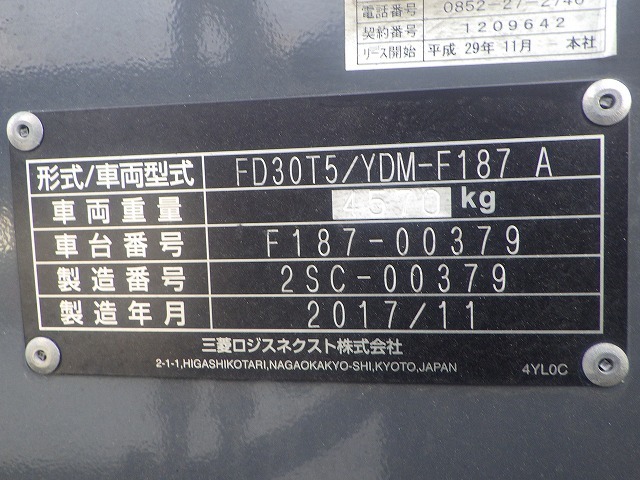 電話番号 0852-27-2740
契約番号 1209642
リース開始 平成 29年 11月 本社
形式/車両型式 FD30T5/YDM-F187 A
車両重量 4570 kg
車台番号 F187-00379
製造番号 2SC-00379
製造年月 2017/11
三菱ロジスネクスト株式会社
2-1-1,HIGASHIKOTARI,NAGAOKAKYO-SHI,KYOTO,JAPAN 4YL0C